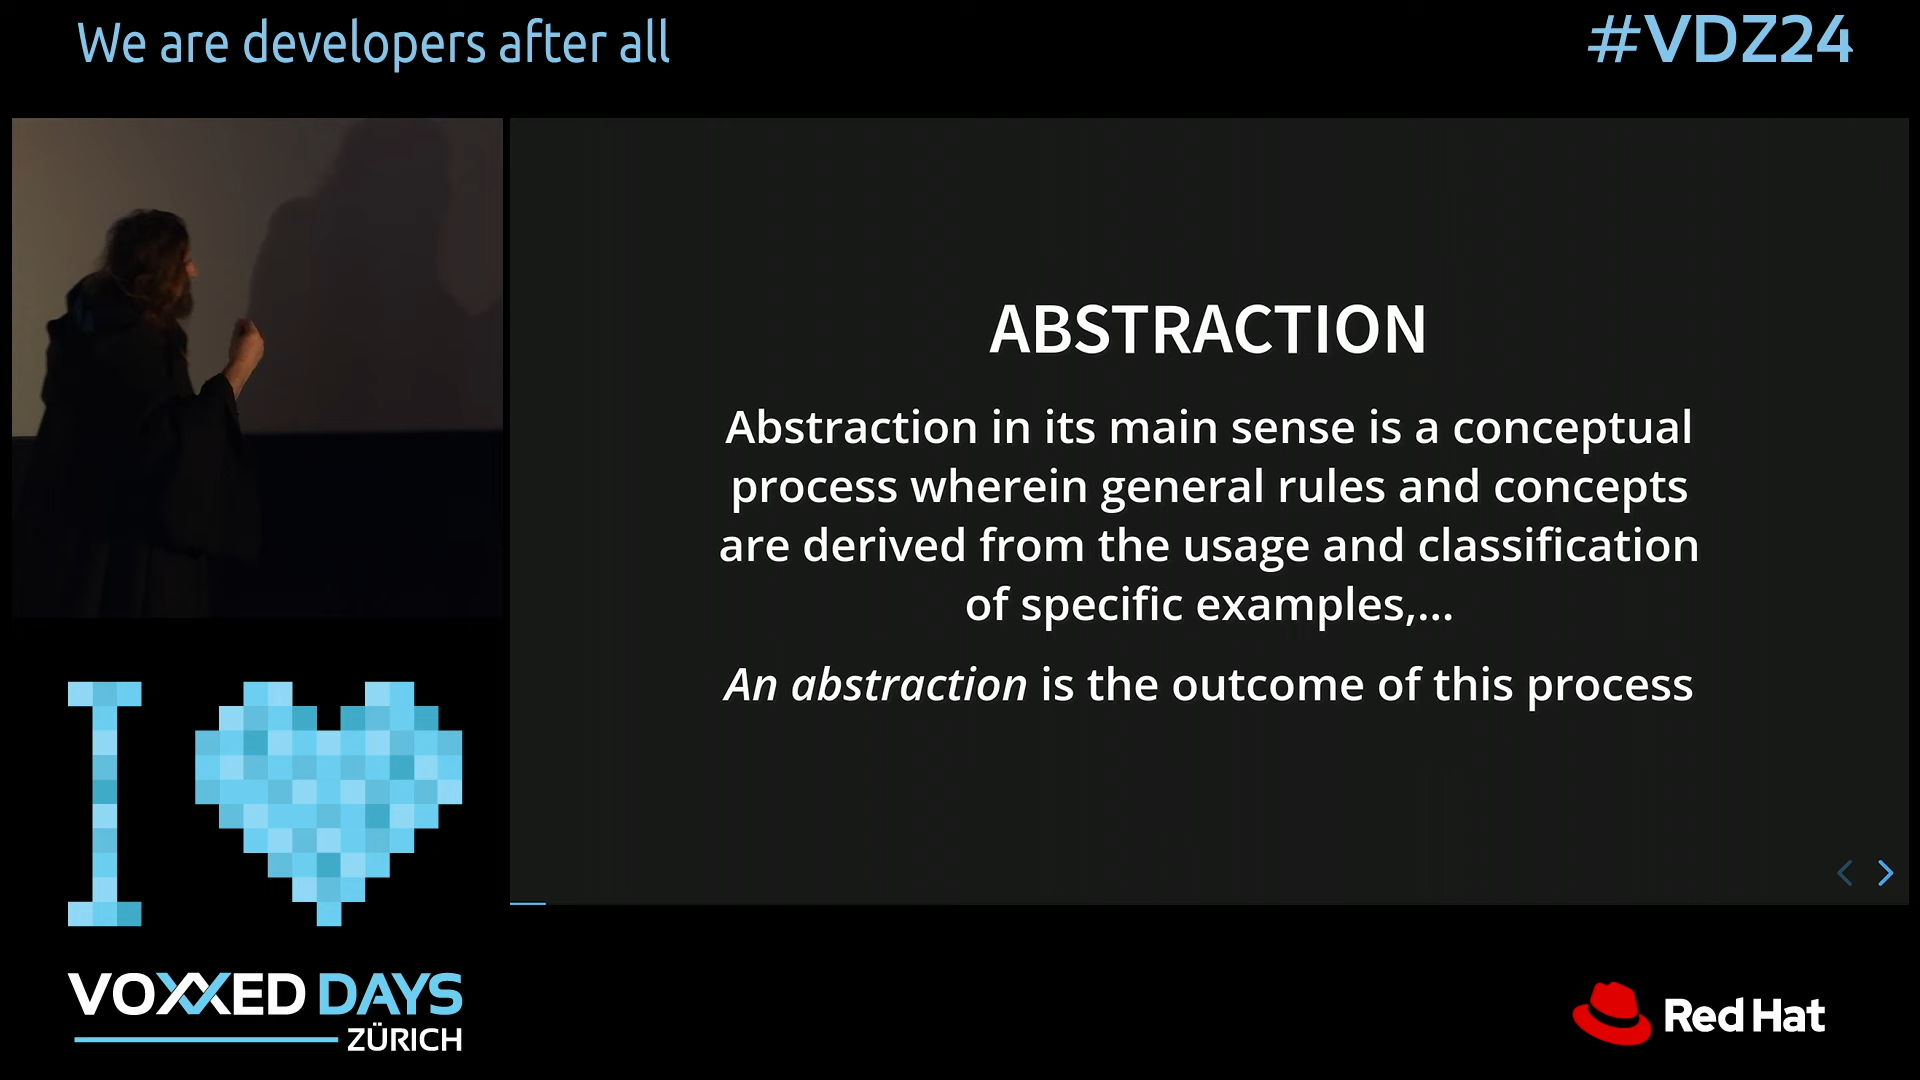 We are developers after all
#VDZ24
ABSTRACTION
Abstraction in its main sense is a conceptual
process wherein general rules and concepts
are derived from the usage and classification
of specific examples,...
An abstraction is the outcome of this process
I
VOXXED DAYS
ZÜRICH
Red Hat